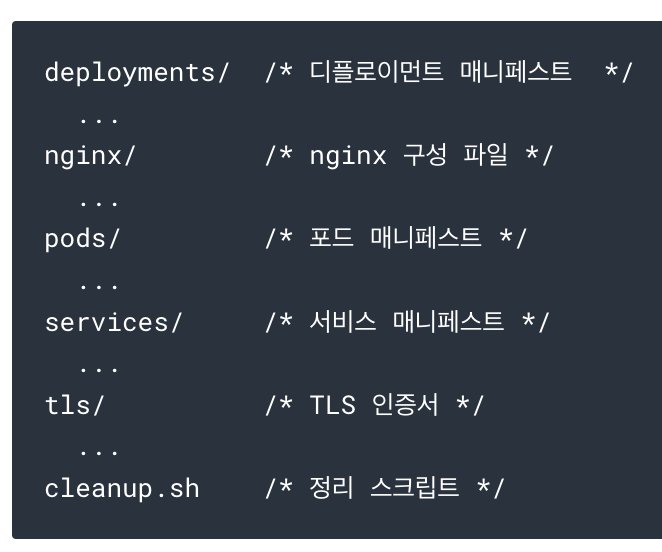 deployments/  /* 디플로이먼트 매니페스트  */
  ...
nginx/        /* nginx 구성 파일 */
  ...
pods/         /* 포드 매니페스트 */
  ...
services/     /* 서비스 매니페스트 */
  ...
tls/          /* TLS 인증서 */
  ...
cleanup.sh    /* 정리 스크립트 */